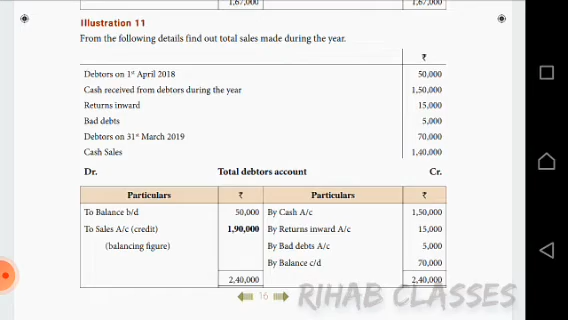 1,67,000 1,67,000
Illustration 11
From the following details find out total sales made during the year.
₹
Debtors on 1st April 2018 50,000
Cash received from debtors during the year 1,50,000
Returns inward 15,000
Bad debts 5,000
Debtors on 31st March 2019 70,000
Cash Sales 1,40,000
Dr. Total debtors account Cr.
Particulars ₹ Particulars ₹
To Balance b/d 50,000 By Cash A/c 1,50,000
To Sales A/c (credit) 1,90,000 By Returns inward A/c 15,000
(balancing figure) By Bad debts A/c 5,000
By Balance c/d 70,000
2,40,000 2,40,000
16
RIHAB CLASSES